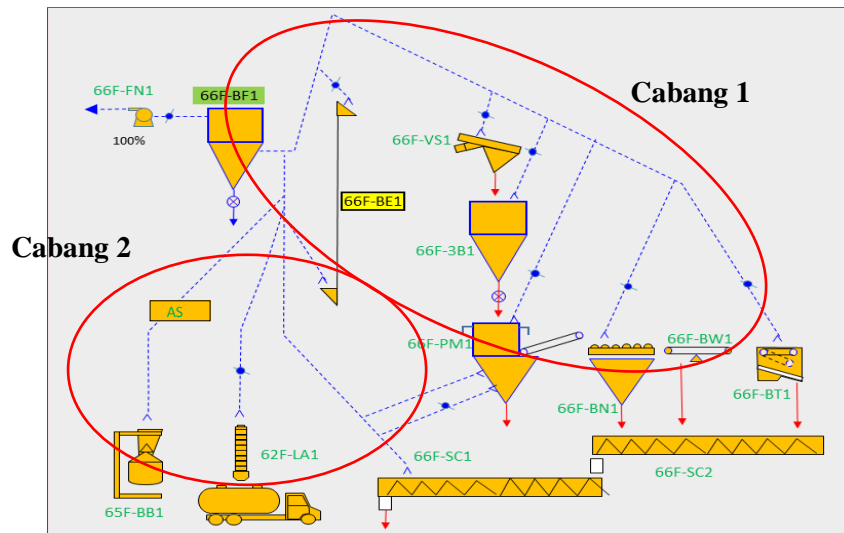 Cabang 1
66F-FN1
66F-BF1
100%
66F-VS1
66F-BE1
Cabang 2
66F-3B1
AS
66F-PM1
66F-BW1
66F-BN1
66F-BT1
62F-LA1
66F-SC1
66F-SC2
65F-BB1